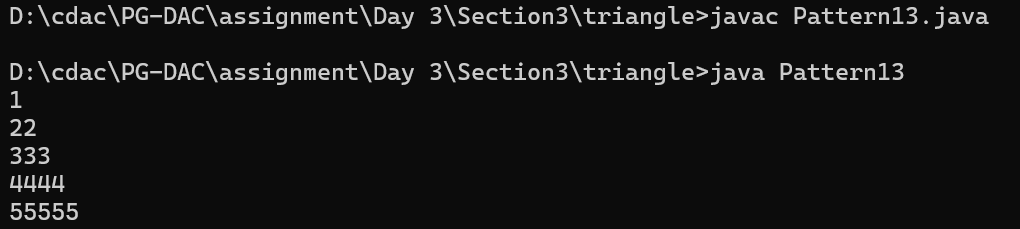 D:\cdac\PG-DAC\assignment\Day 3\Section3\triangle>javac Pattern13.java
D:\cdac\PG-DAC\assignment\Day 3\Section3\triangle>java Pattern13
1
22
333
4444
55555